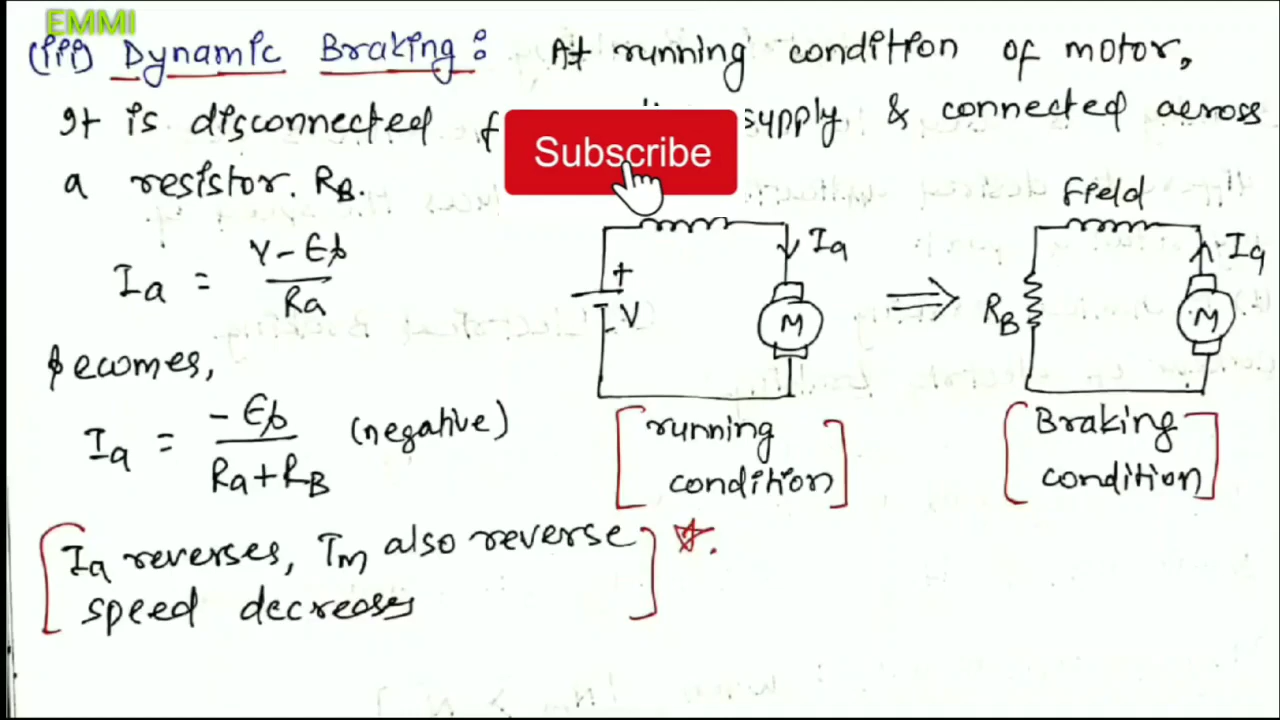 EMMI
(iii) Dynamic Braking: At running condition of motor,
It is disconnected f supply & connected across
Subscribe
a resistor. RB.
Field
Ia = V - Eb / Ra
+
V
-
Ia
M
⇒
RB
Ia
M
becomes,
Ia = -Eb / Ra+RB (negative)
[running condition]
[Braking condition]
[Ia reverses, Tm also reverse
speed decreases]